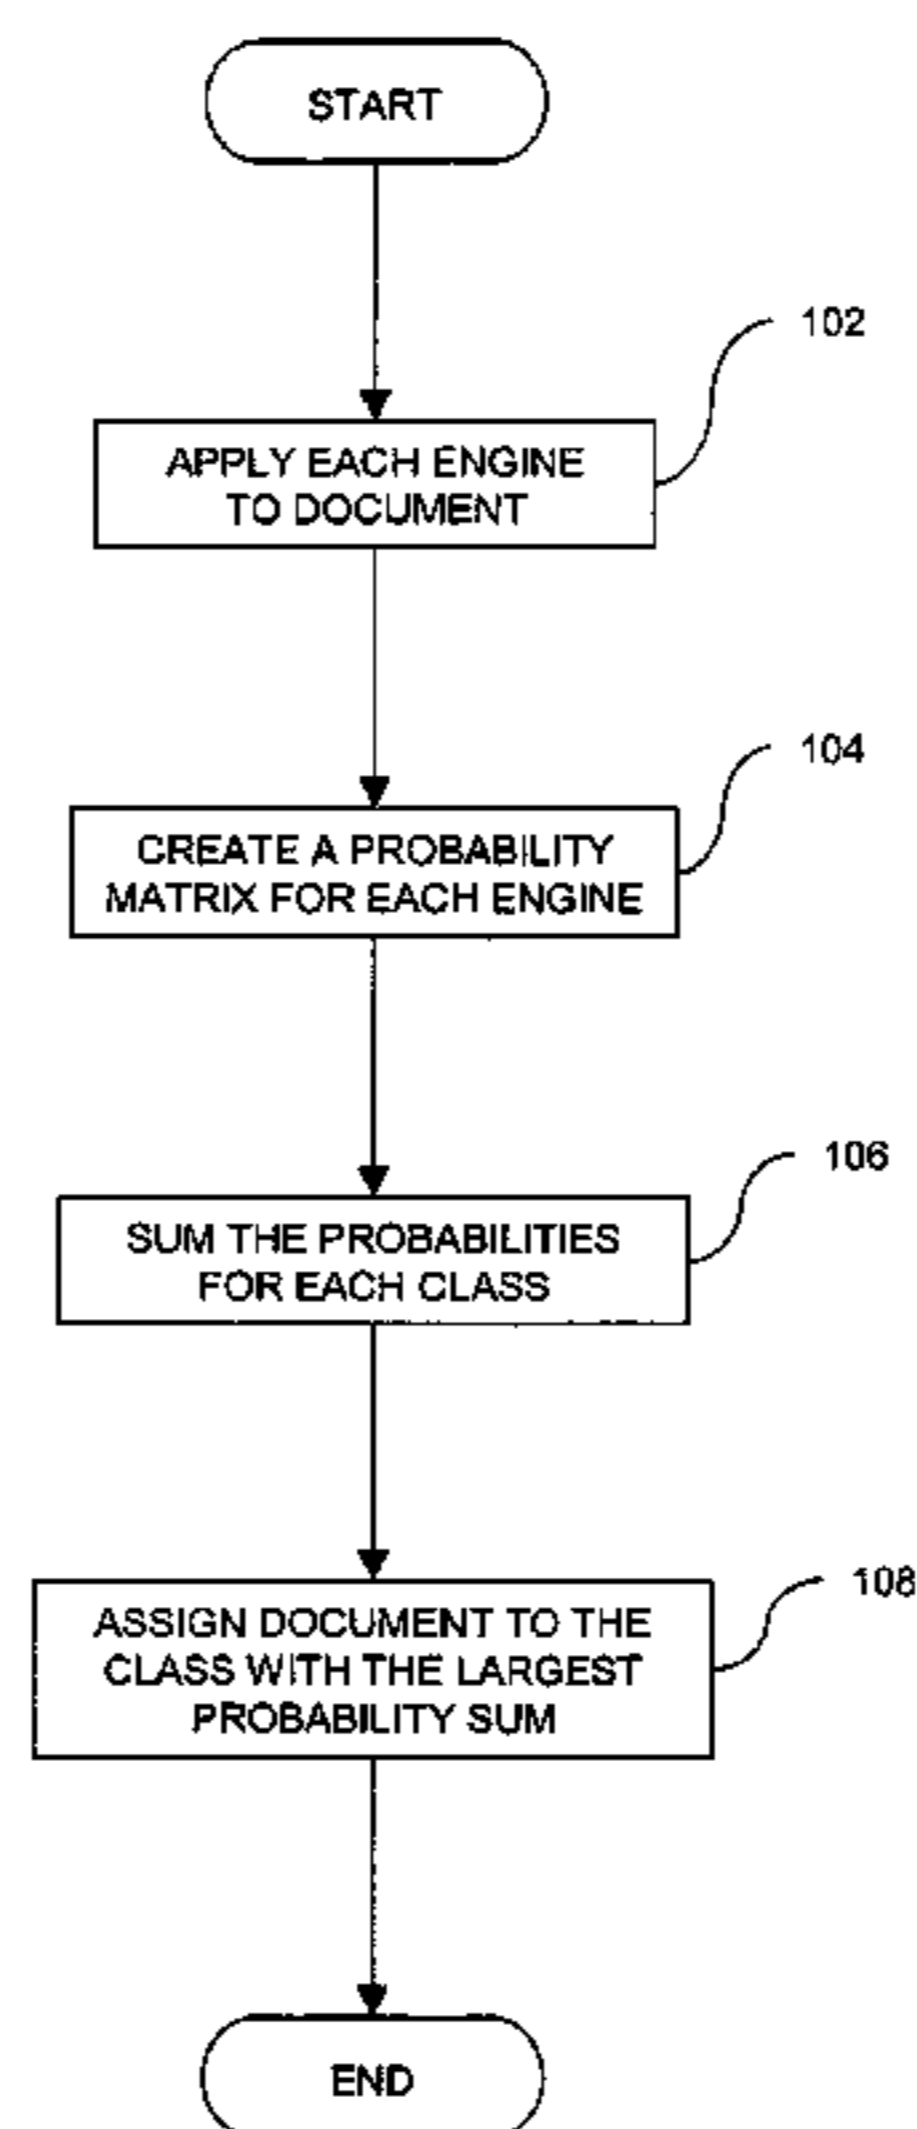 START
102
APPLY EACH ENGINE
TO DOCUMENT
104
CREATE A PROBABILITY
MATRIX FOR EACH ENGINE
106
SUM THE PROBABILITIES
FOR EACH CLASS
108
ASSIGN DOCUMENT TO THE
CLASS WITH THE LARGEST
PROBABILITY SUM
END